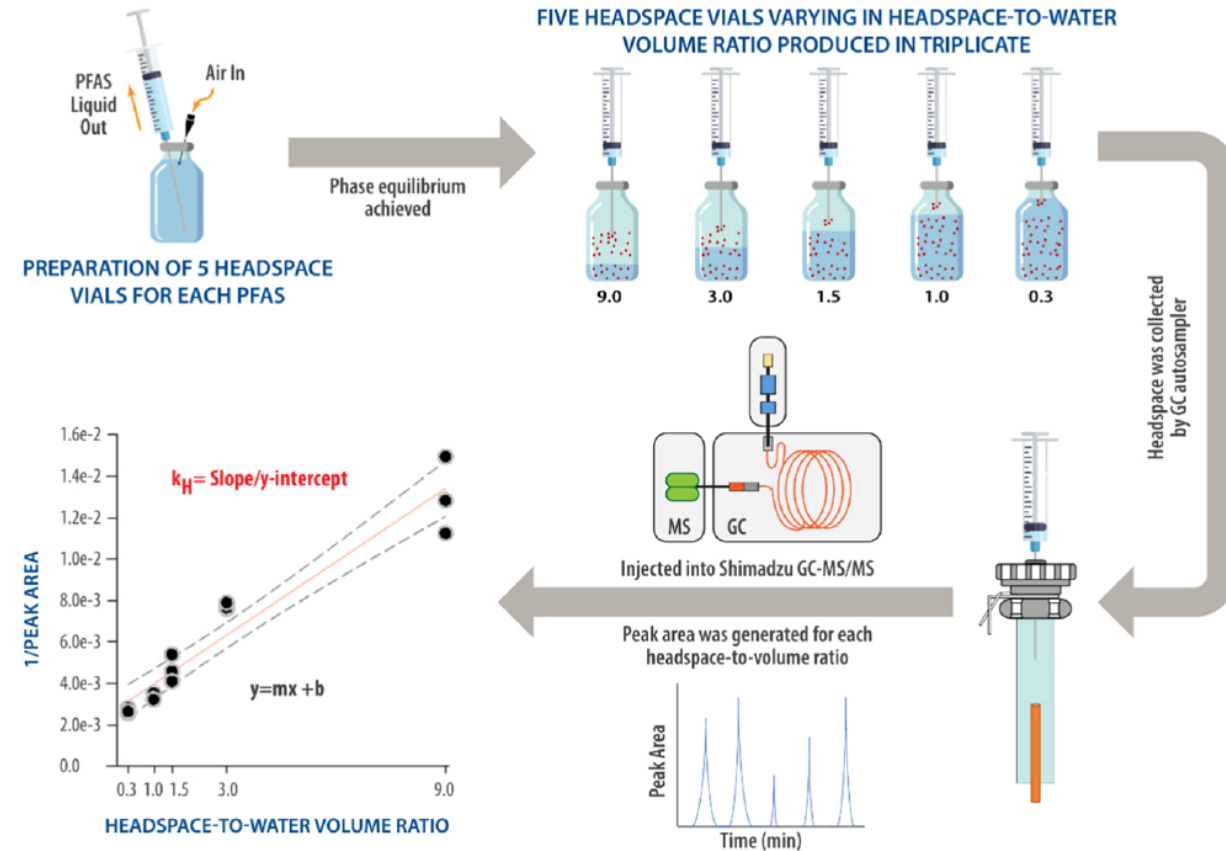 PFAS
Liquid
Out
Air In
PREPARATION OF 5 HEADSPACE
VIALS FOR EACH PFAS
Phase equilibrium
achieved
FIVE HEADSPACE VIALS VARYING IN HEADSPACE-TO-WATER
VOLUME RATIO PRODUCED IN TRIPLICATE
9.0
3.0
1.5
1.0
0.3
Headspace was collected
by GC autosampler
MS
GC
Injected into Shimadzu GC-MS/MS
Peak area was generated for each
headspace-to-volume ratio
Peak Area
Time (min)
1/PEAK AREA
1.6e-2
1.4e-2
1.2e-2
1.0e-2
8.0e-3
6.0e-3
4.0e-3
2.0e-3
0.0
kH= Slope/y-intercept
y=mx +b
0.3
1.0
1.5
3.0
9.0
HEADSPACE-TO-WATER VOLUME RATIO